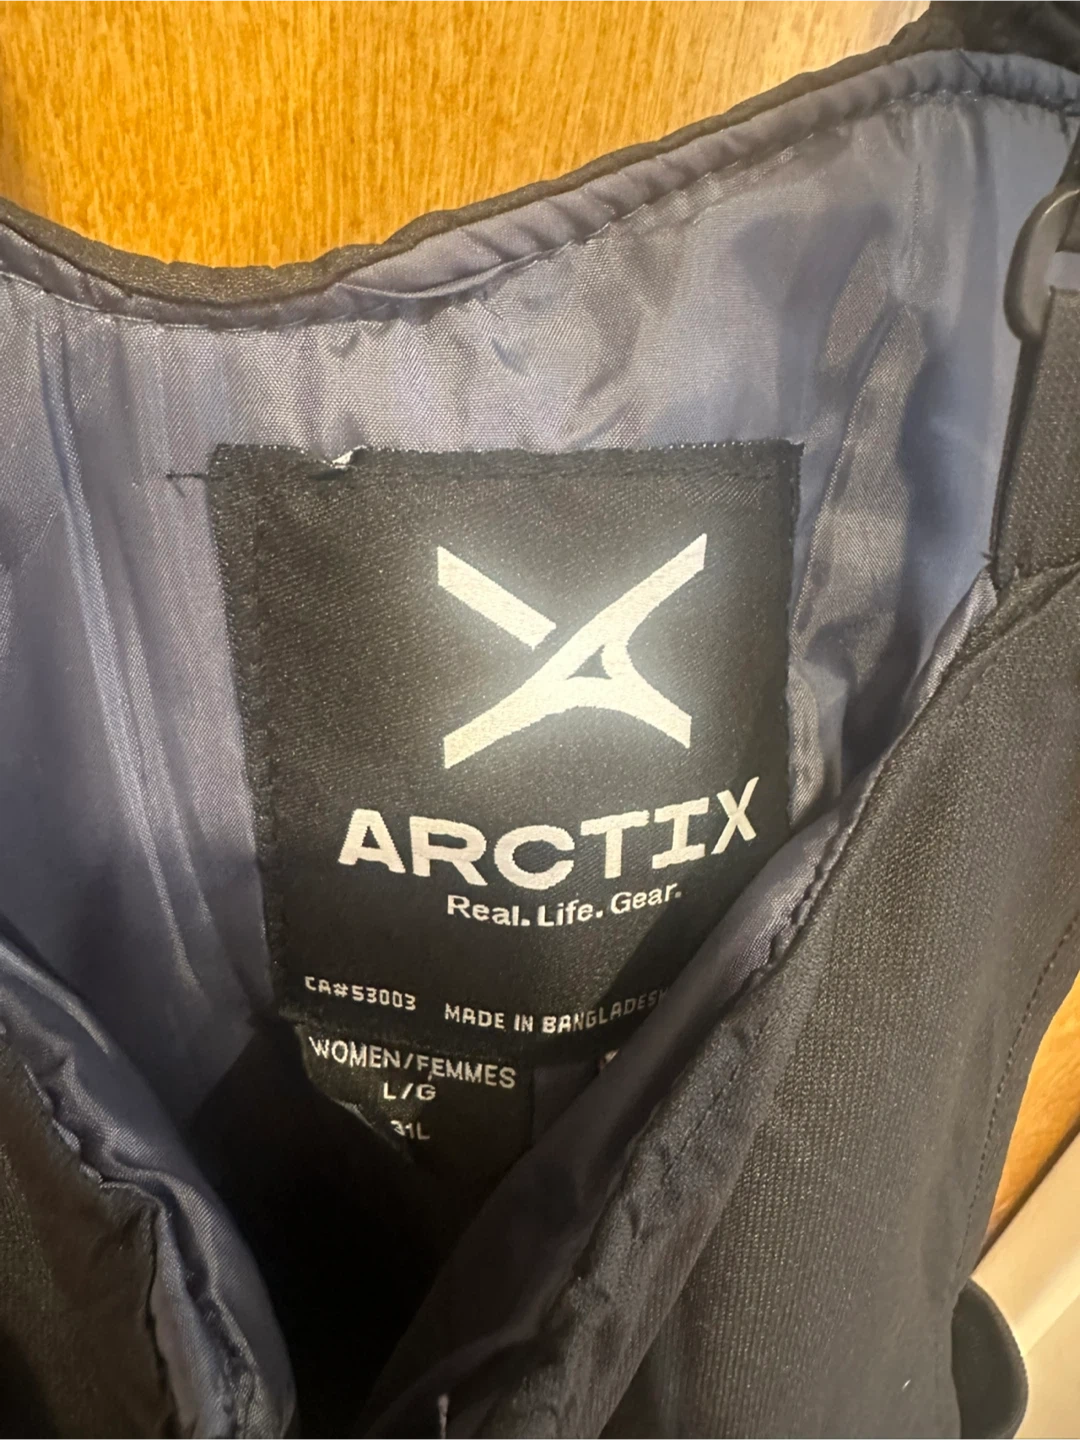 ARCTIX
Real. Life. Gear.
CA#53003 MADE IN BANGLADESH
WOMEN/FEMMES
L/G
31L